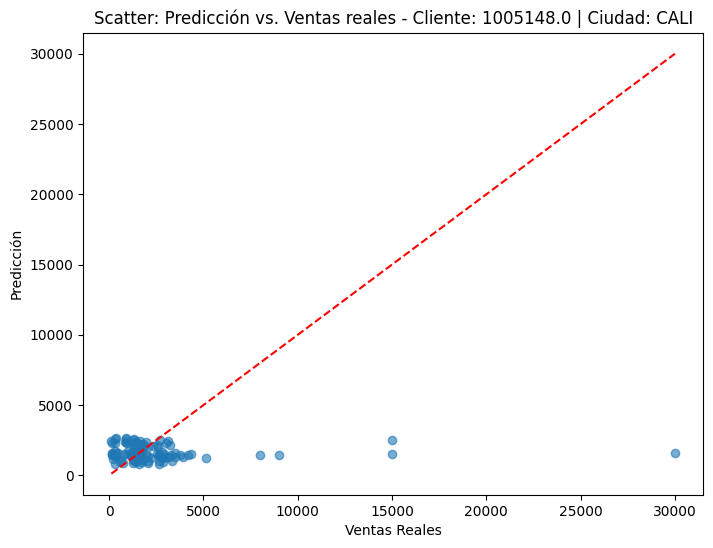 Scatter: Predicción vs. Ventas reales - Cliente: 1005148.0 | Ciudad: CALI
30000
25000
20000
15000
10000
5000
0
Predicción
0 5000 10000 15000 20000 25000 30000
Ventas Reales